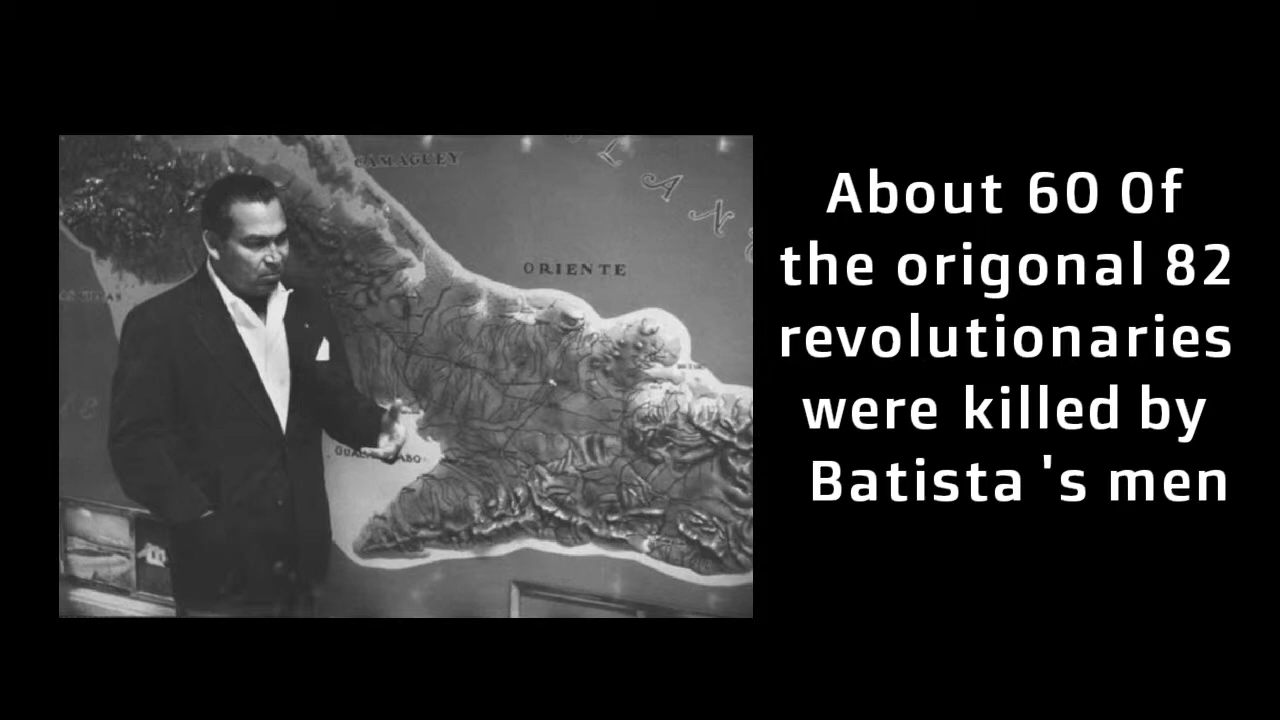 CAMAGUEY
ORIENTE
About 60 Of
the origonal 82
revolutionaries
were killed by
Batista 's men